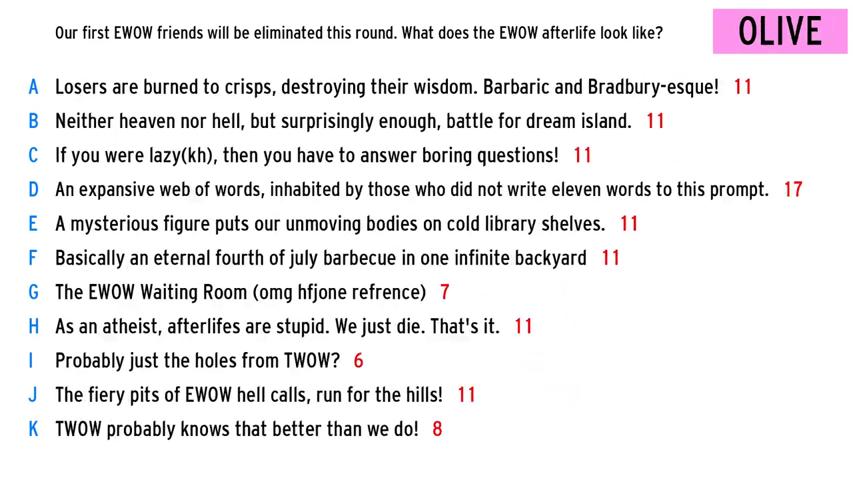 Our first EWOW friends will be eliminated this round. What does the EWOW afterlife look like?
OLIVE
A Losers are burned to crisps, destroying their wisdom. Barbaric and Bradbury-esque! 11
B Neither heaven nor hell, but surprisingly enough, battle for dream island. 11
C If you were lazy(kh), then you have to answer boring questions! 11
D An expansive web of words, inhabited by those who did not write eleven words to this prompt. 17
E A mysterious figure puts our unmoving bodies on cold library shelves. 11
F Basically an eternal fourth of july barbecue in one infinite backyard 11
G The EWOW Waiting Room (omg hfjone refrence) 7
H As an atheist, afterlifes are stupid. We just die. That's it. 11
I Probably just the holes from TWOW? 6
J The fiery pits of EWOW hell calls, run for the hills! 11
K TWOW probably knows that better than we do! 8